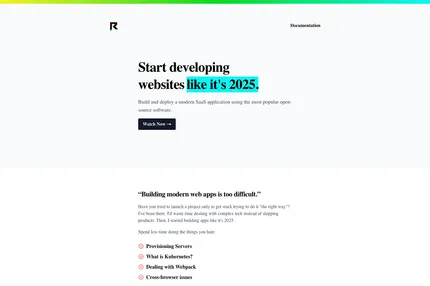 Documentation
Start developing
websites like it's 2025.
Build and deploy a modern SaaS application using the most popular open
source software.
Watch Now →
“Building modern web apps is too difficult.”
Have you tried to launch a project only to get stuck trying to do it "the right way"?
I've been there. I'd waste time dealing with complex tech instead of shipping
products. Then, I started building apps like it's 2025.
Spend less time doing the things you hate:
Provisioning Servers
What is Kubernetes?
Dealing with Webpack
Cross-browser issues